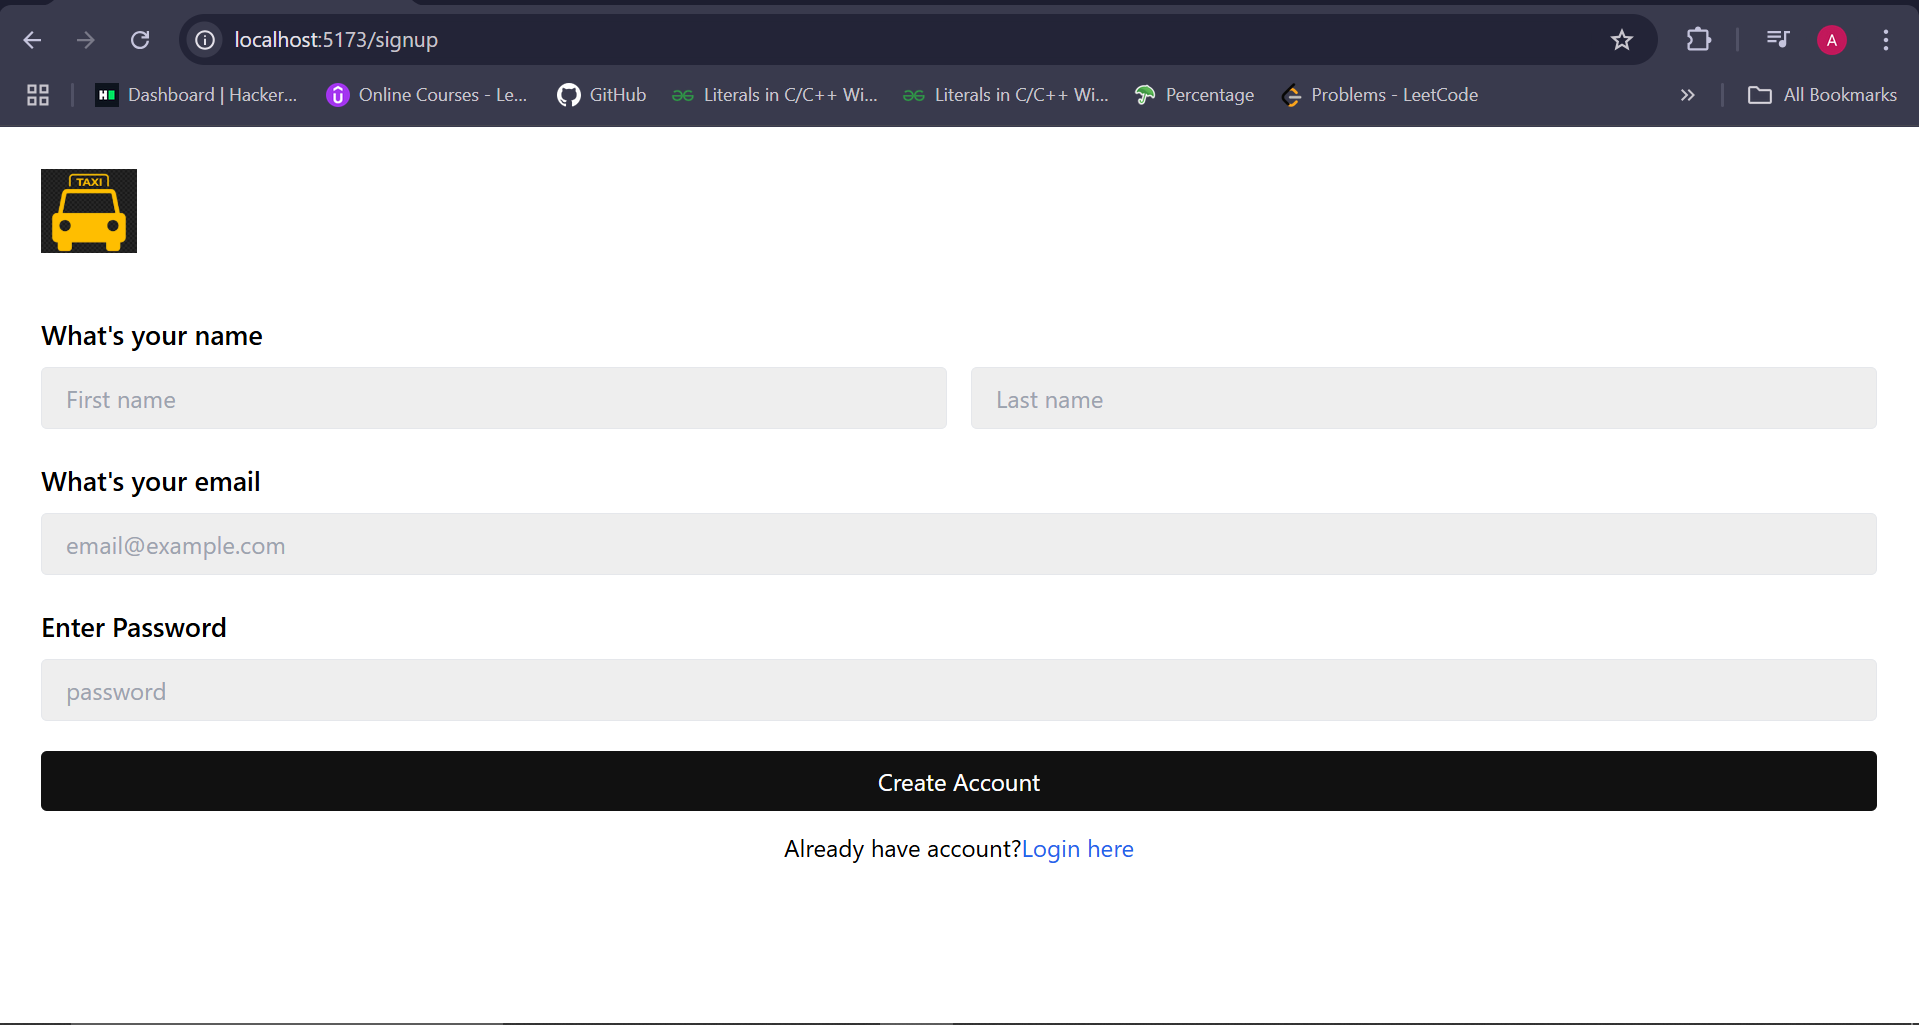 localhost:5173/signup
A
Dashboard | Hacker...
Online Courses - Le...
GitHub
Literals in C/C++ Wi...
Literals in C/C++ Wi...
Percentage
Problems - LeetCode
»
All Bookmarks
TAXI
What's your name
First name
Last name
What's your email
email@example.com
Enter Password
password
Create Account
Already have account?Login here